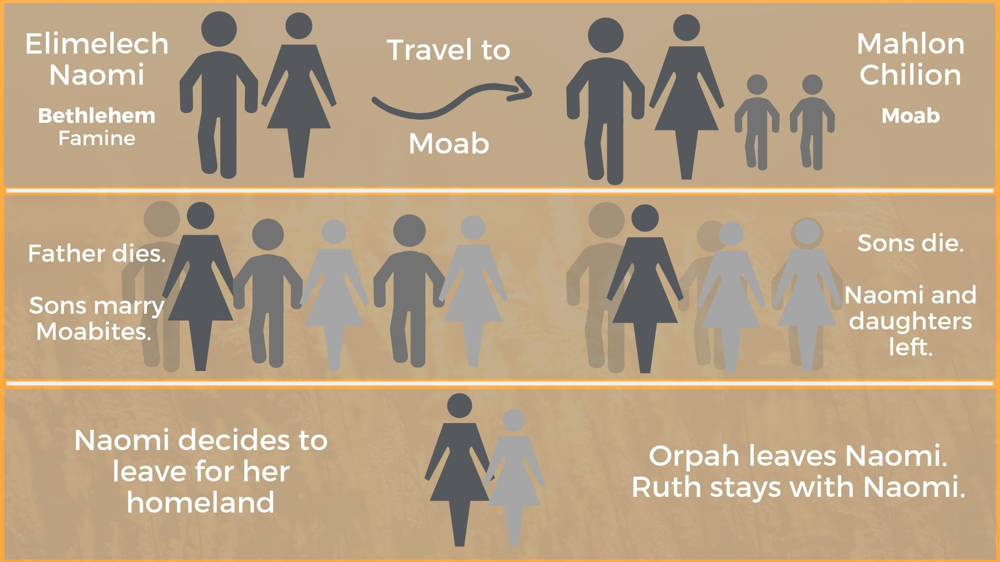 Elimelech
Naomi
Bethlehem
Famine
Travel to
Moab
Mahlon
Chilion
Moab
Father dies.
Sons marry
Moabites.
Sons die.
Naomi and
daughters
left.
Naomi decides to
leave for her
homeland
Orpah leaves Naomi.
Ruth stays with Naomi.